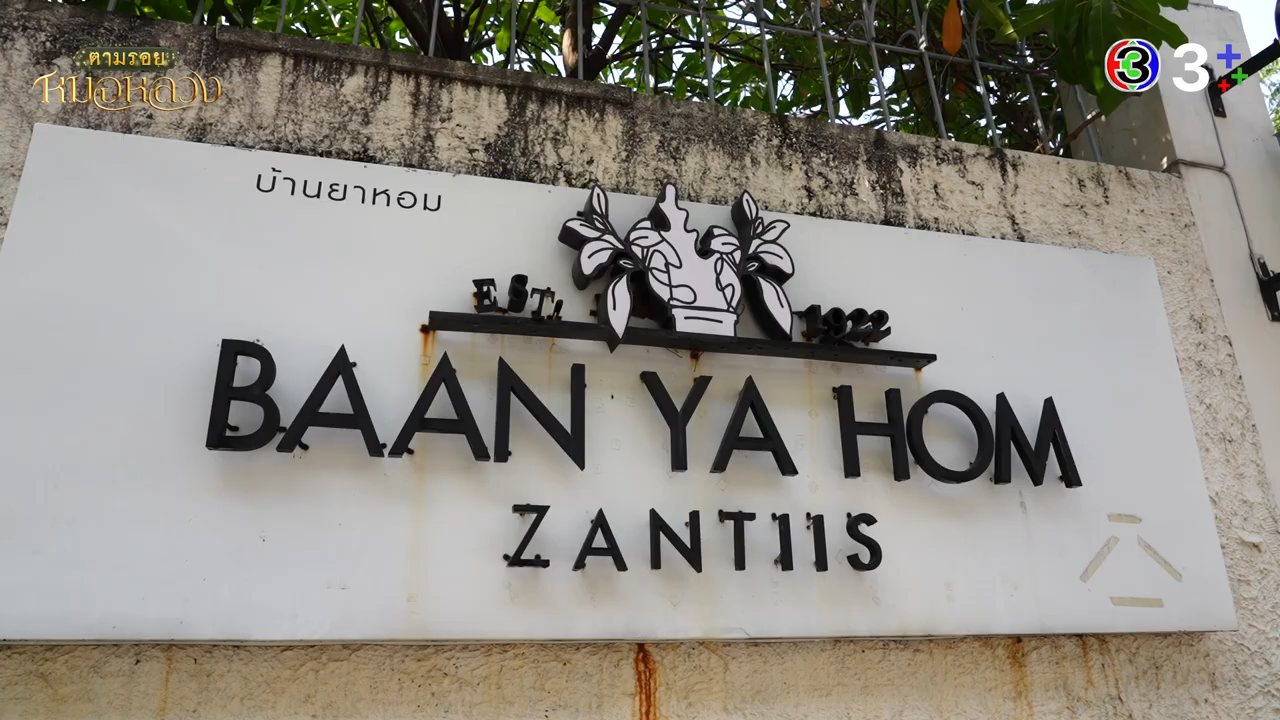 ตามรอย
หมอหลวง
3 3+
บ้านยาหอม
EST. 1922
BAAN YA HOM
ZANTIIS